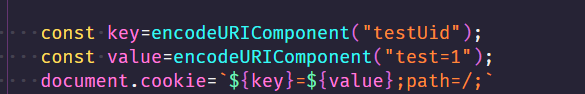 const key=encodeURIComponent("testUid");
const value=encodeURIComponent("test=1");
document.cookie=`${key}=${value};path=/;`